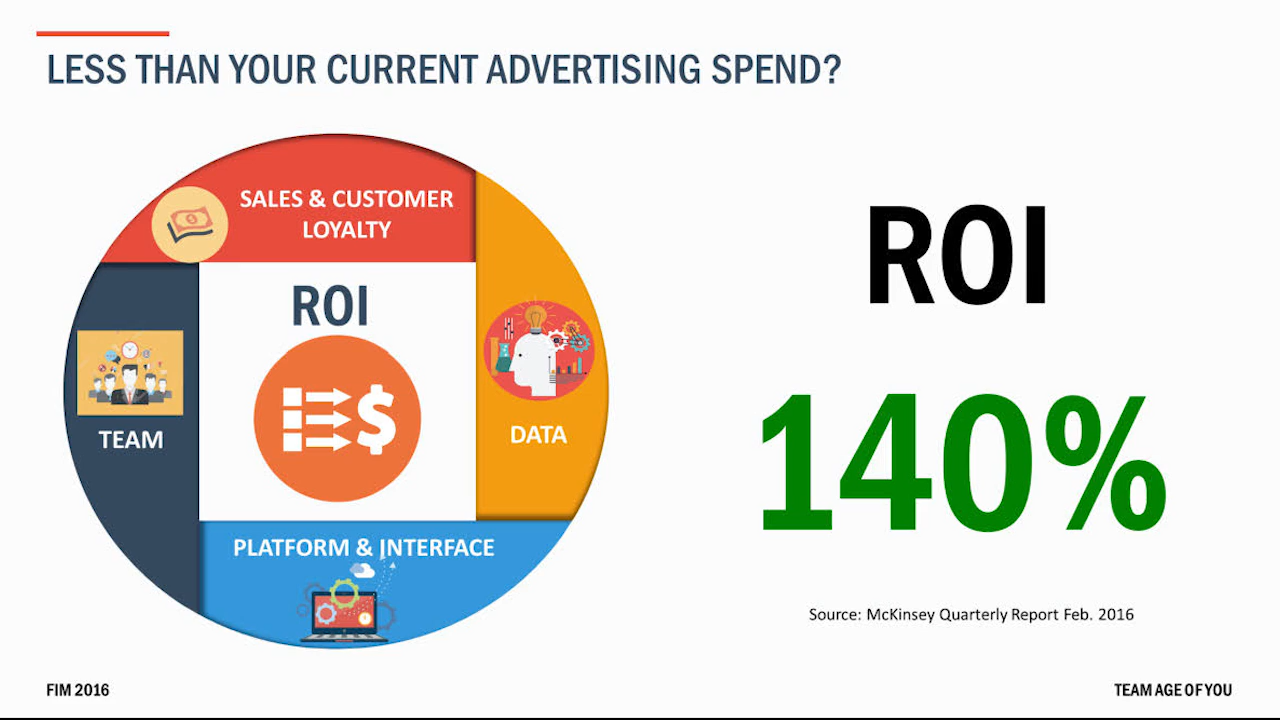 LESS THAN YOUR CURRENT ADVERTISING SPEND?
SALES & CUSTOMER
LOYALTY
ROI
TEAM
DATA
PLATFORM & INTERFACE
ROI
140%
Source: McKinsey Quarterly Report Feb. 2016
FIM 2016
TEAM AGE OF YOU